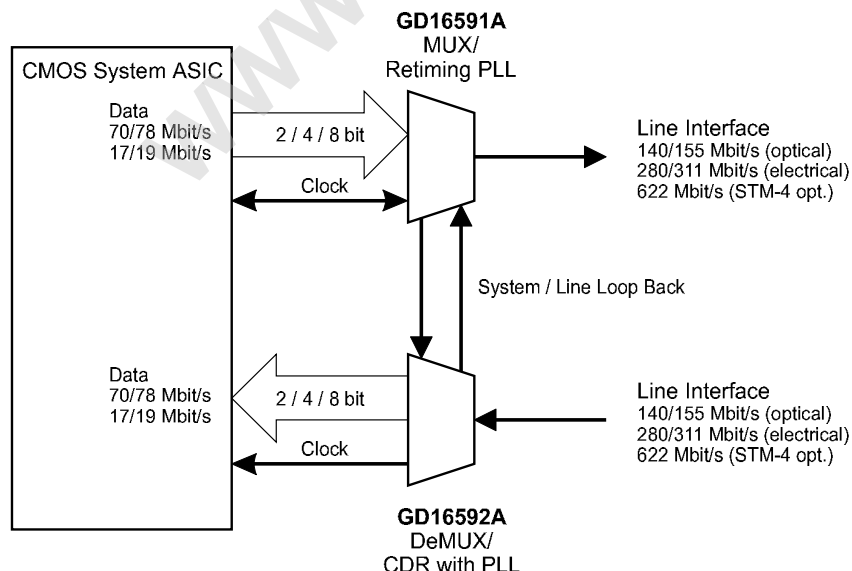 GD16591A
MUX/
Retiming PLL
CMOS System ASIC
Data
70/78 Mbit/s
17/19 Mbit/s
2 / 4 / 8 bit
Clock
Line Interface
140/155 Mbit/s (optical)
280/311 Mbit/s (electrical)
622 Mbit/s (STM-4 opt.)
System / Line Loop Back
Data
70/78 Mbit/s
17/19 Mbit/s
2 / 4 / 8 bit
Clock
Line Interface
140/155 Mbit/s (optical)
280/311 Mbit/s (electrical)
622 Mbit/s (STM-4 opt.)
GD16592A
DeMUX/
CDR with PLL
www